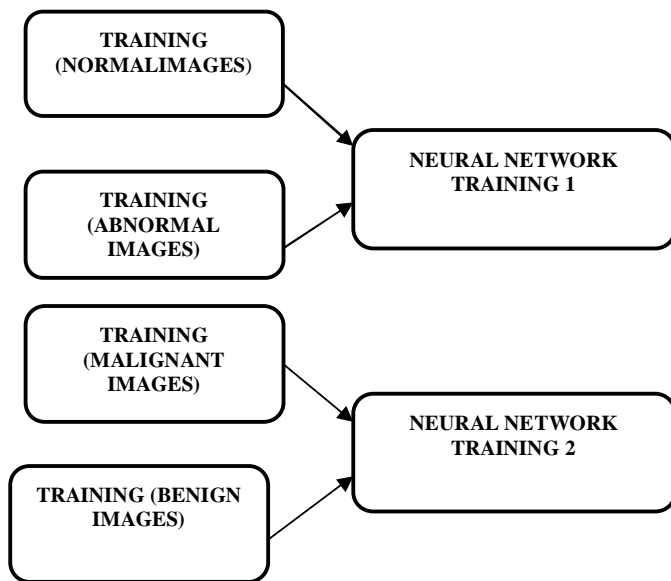 TRAINING
(NORMALIMAGES)
NEURAL NETWORK
TRAINING 1
TRAINING
(ABNORMAL
IMAGES)
TRAINING
(MALIGNANT
IMAGES)
NEURAL NETWORK
TRAINING 2
TRAINING (BENIGN
IMAGES)